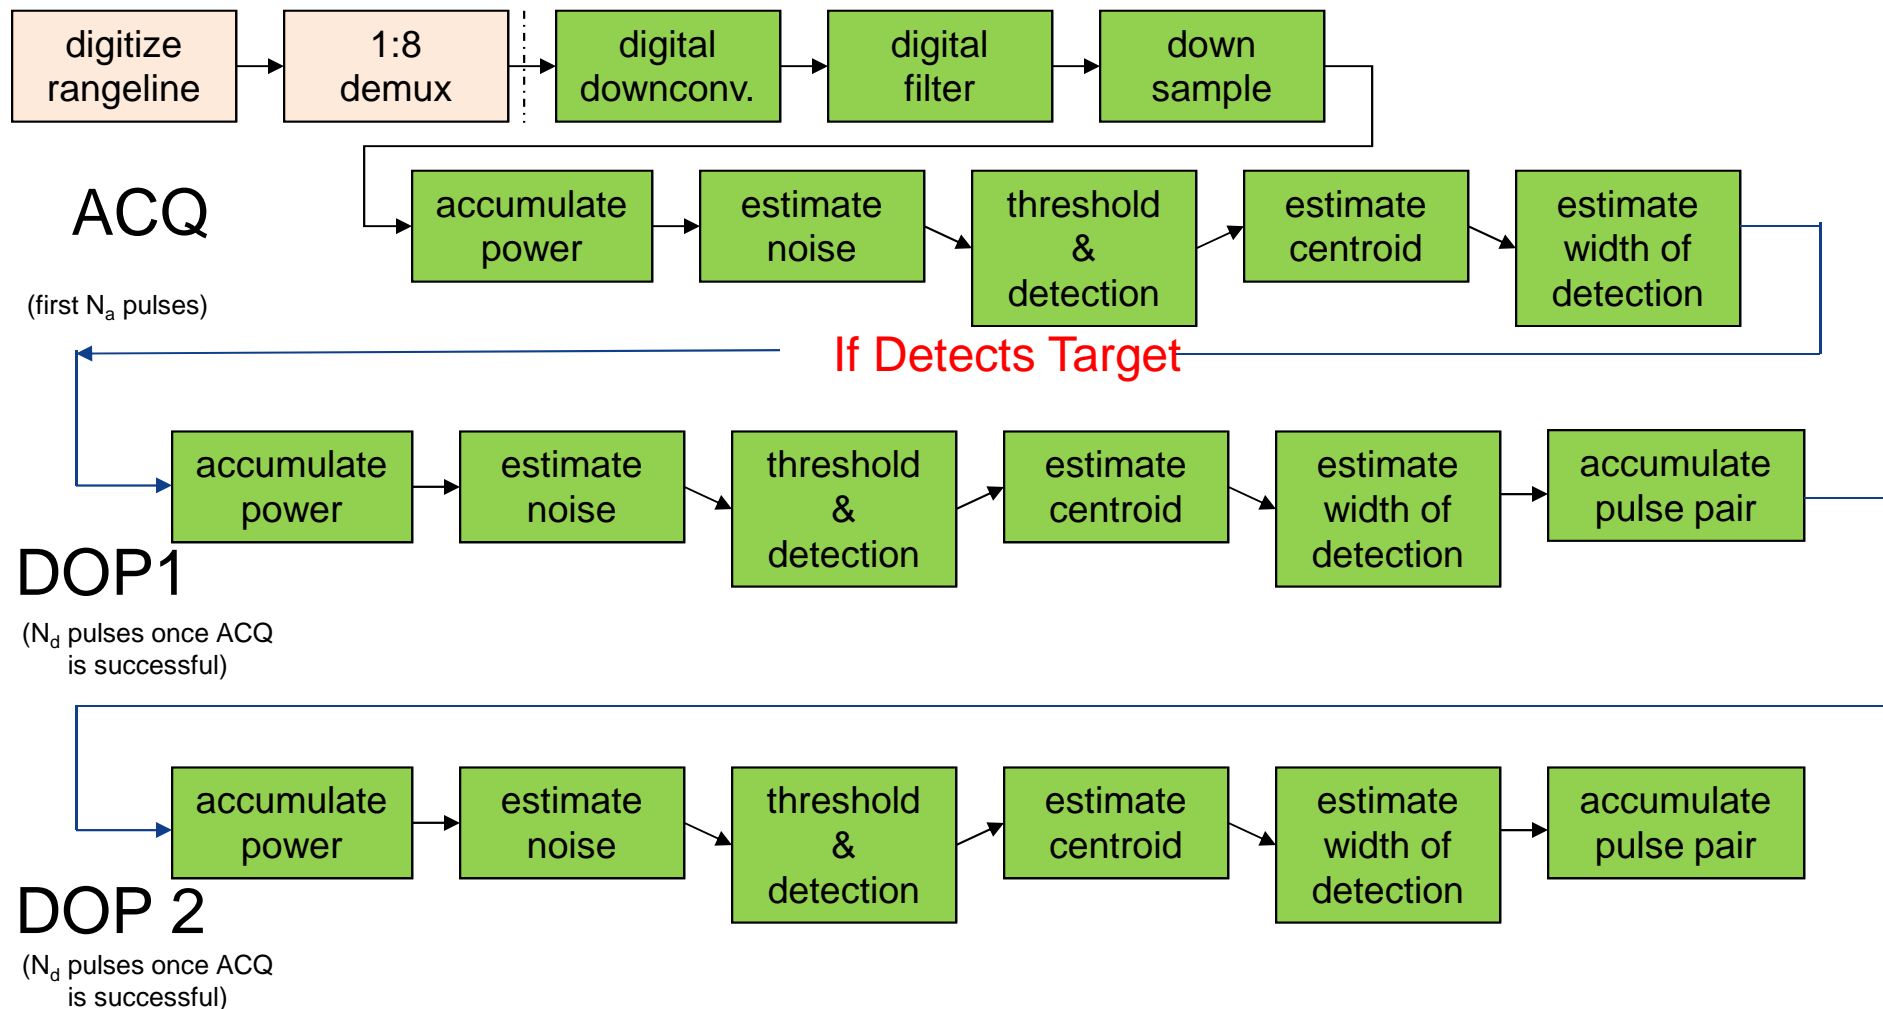 digitize
rangeline
1:8
demux
digital
downconv.
digital
filter
down
sample
ACQ
(first Na pulses)
accumulate
power
estimate
noise
threshold
&
detection
estimate
centroid
estimate
width of
detection
If Detects Target
accumulate
power
estimate
noise
threshold
&
detection
estimate
centroid
estimate
width of
detection
accumulate
pulse pair
DOP1
(Nd pulses once ACQ
is successful)
accumulate
power
estimate
noise
threshold
&
detection
estimate
centroid
estimate
width of
detection
accumulate
pulse pair
DOP 2
(Nd pulses once ACQ
is successful)